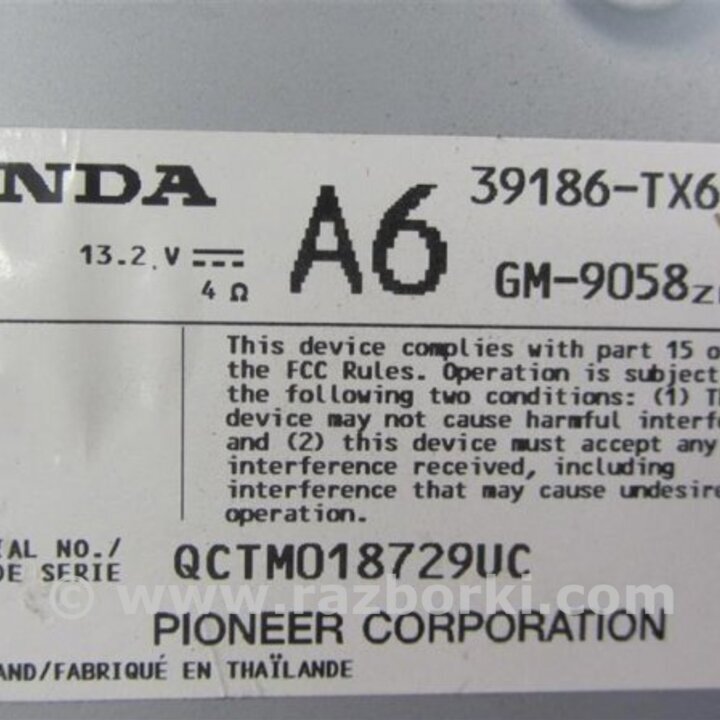 NDA
39186-TX6
13.2.V
4 Ω
A6
GM-9058Z
This device complies with part 15 o
the FCC Rules. Operation is subject
the following two conditions: (1) T
device may not cause harmful interf
and (2) this device must accept any
interference received, including
interference that may cause undesire
operation.
IAL NO./
DE SERIE
QCTM018729UC
© www.razborki.com
PIONEER CORPORATION
AND/FABRIQUÉ EN THAÏLANDE